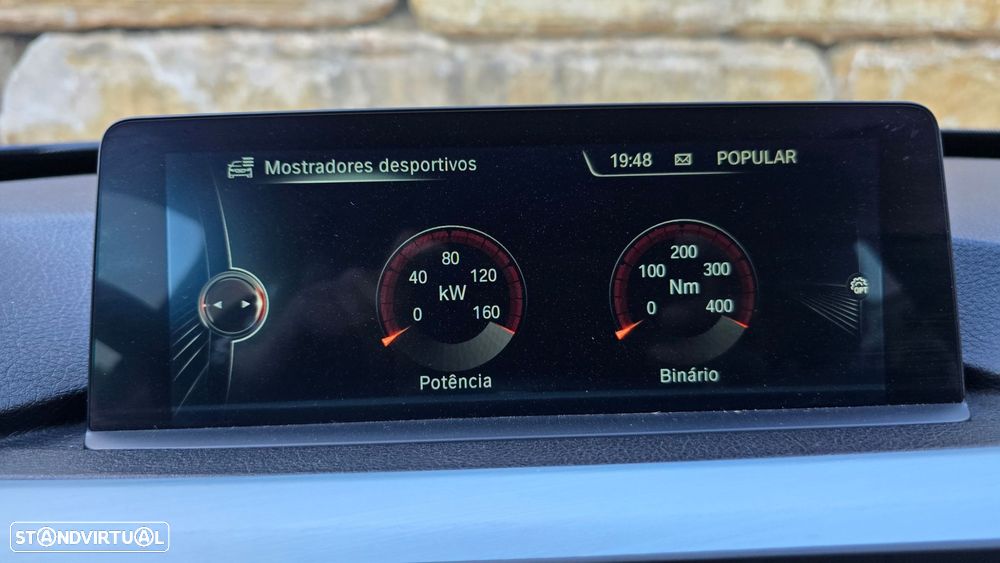 Mostradores desportivos
19:48 POPULAR
0 40 80 120 160
kW
Potência
0 100 200 300 400
Nm
Binário
OPT
STANDVIRTUAL